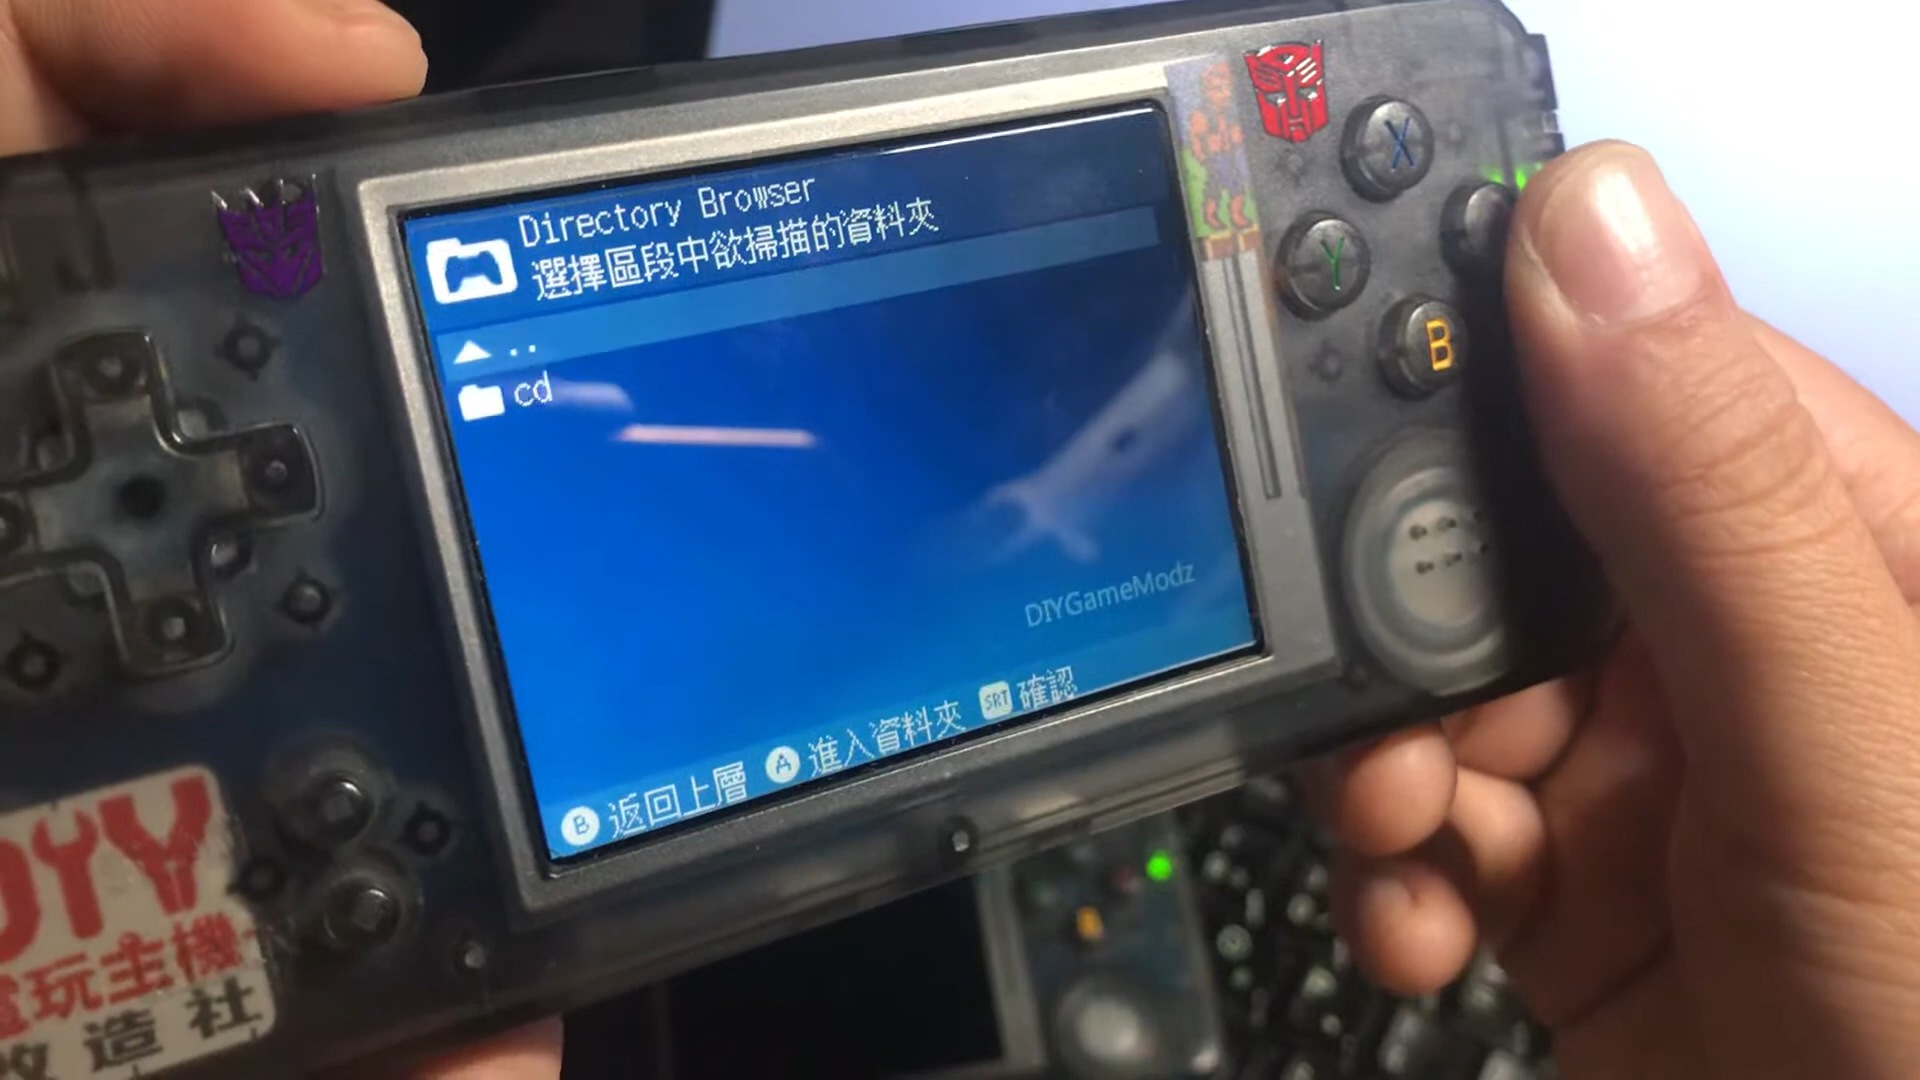 Directory Browser
選擇區段中欲掃描的資料夾
..
cd
DIYGameModz
B 返回上層 A 進入資料夾 SRT 確認
X
Y
B
DIY
電玩主機
改造社